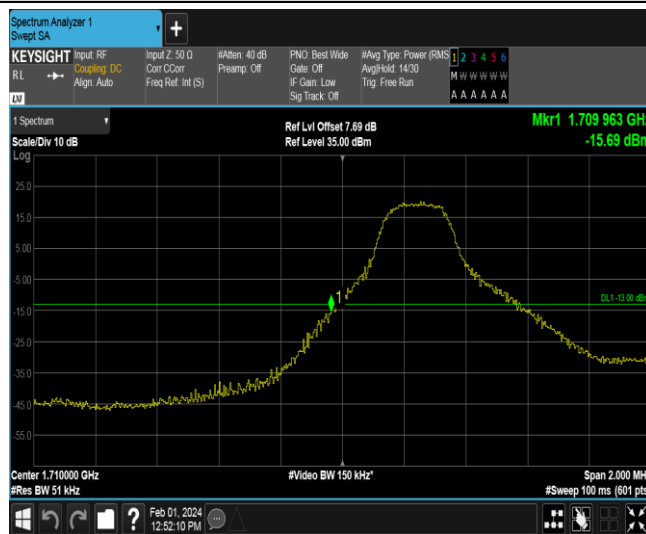 Spectrum Analyzer 1
Swept SA
+
KEYSIGHT
RL
LXI
Input: RF
Coupling: DC
Align: Auto
Input Z: 50 Ω
Corr CCorr
Freq Ref: Int (S)
#Atten: 40 dB
Preamp: Off
PNO: Best Wide
Gate: Off
IF Gain: Low
Sig Track: Off
#Avg Type: Power (RMS
Avg|Hold: 14/30
Trig: Free Run
1 2 3 4 5 6
M W W W W W
A A A A A A
1 Spectrum
Scale/Div 10 dB
Log
Ref Lvl Offset 7.69 dB
Ref Level 35.00 dBm
Mkr1 1.709 963 GHz
-15.69 dBm
25.0
15.0
5.00
-5.00
-15.0
-25.0
-35.0
-45.0
-55.0
1
DL1 -13.00 dBm
Center 1.710000 GHz
#Res BW 51 kHz
#Video BW 150 kHz*
Span 2.000 MH
#Sweep 100 ms (601 pts
?
Feb 01, 2024
12:52:10 PM